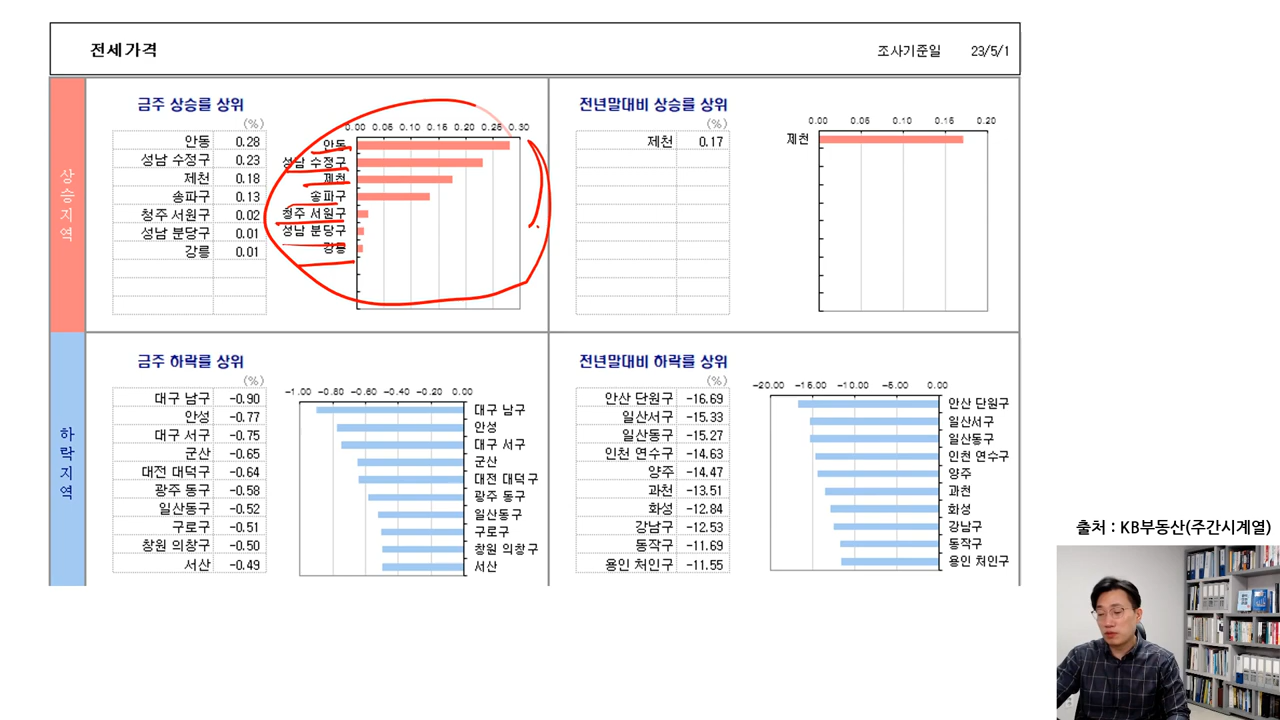 전세가격
조사기준일 23/5/1
상승지역
금주 상승률 상위
(%)
안동 0.28
성남 수정구 0.23
제천 0.18
송파구 0.13
청주 서원구 0.02
성남 분당구 0.01
강릉 0.01
0.00 0.06 0.10 0.16 0.20 0.26 0.30
안동
성남 수정구
제천
송파구
청주 서원구
성남 분당구
강릉
전년말대비 상승률 상위
(%)
제천 0.17
0.00 0.06 0.10 0.16 0.20
제천
하락지역
금주 하락률 상위
(%)
대구 남구 -0.90
안성 -0.77
대구 서구 -0.75
군산 -0.65
대전 대덕구 -0.64
광주 동구 -0.58
일산동구 -0.52
구로구 -0.51
창원 의창구 -0.50
서산 -0.49
-1.00 -0.80 -0.60 -0.40 -0.20 0.00
대구 남구
안성
대구 서구
군산
대전 대덕구
광주 동구
일산동구
구로구
창원 의창구
서산
전년말대비 하락률 상위
(%)
안산 단원구 -16.69
일산서구 -15.33
일산동구 -15.27
인천 연수구 -14.63
양주 -14.47
과천 -13.51
화성 -12.84
강남구 -12.53
동작구 -11.69
용인 처인구 -11.55
-20.00 -16.00 -10.00 -5.00 0.00
안산 단원구
일산서구
일산동구
인천 연수구
양주
과천
화성
강남구
동작구
용인 처인구
출처 : KB부동산(주간시계열)